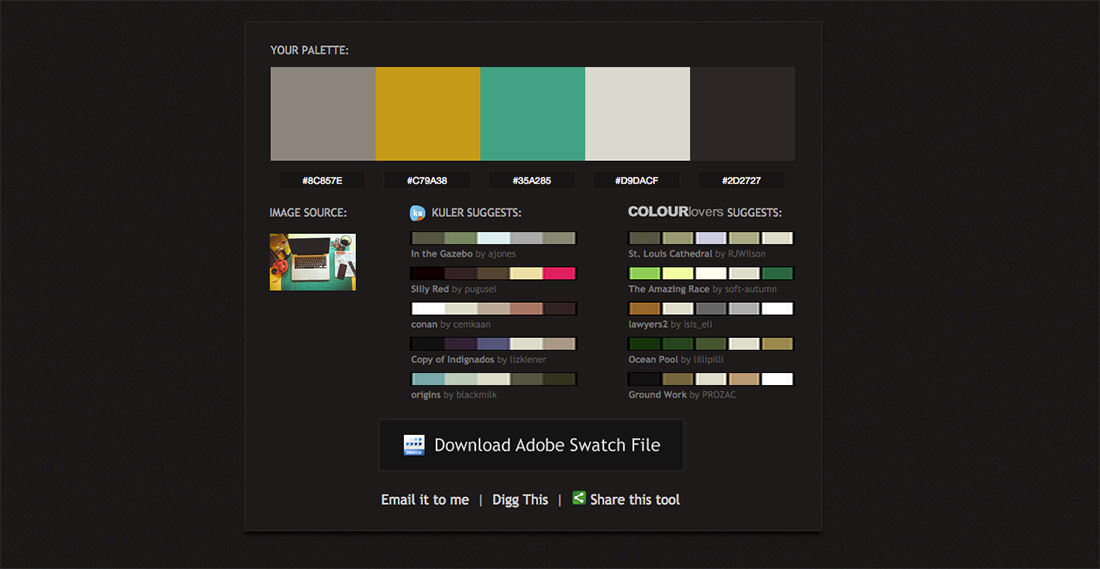 YOUR PALETTE:
#8C857E
#C79A38
#35A285
#D9DACF
#2D2727
IMAGE SOURCE:
ku KULER SUGGESTS:
In the Gazebo by ajones
Silly Red by pugusel
conan by cemkaan
Copy of Indignados by lizkiener
origins by blackmilk
COLOURlovers SUGGESTS:
St. Louis Cathedral by RJWilson
The Amazing Race by soft-autumn
lawyers2 by isis_eli
Ocean Pool by lillipilli
Ground Work by PROZAC
SWATCH
Download Adobe Swatch File
Email it to me | Digg This | Share this tool